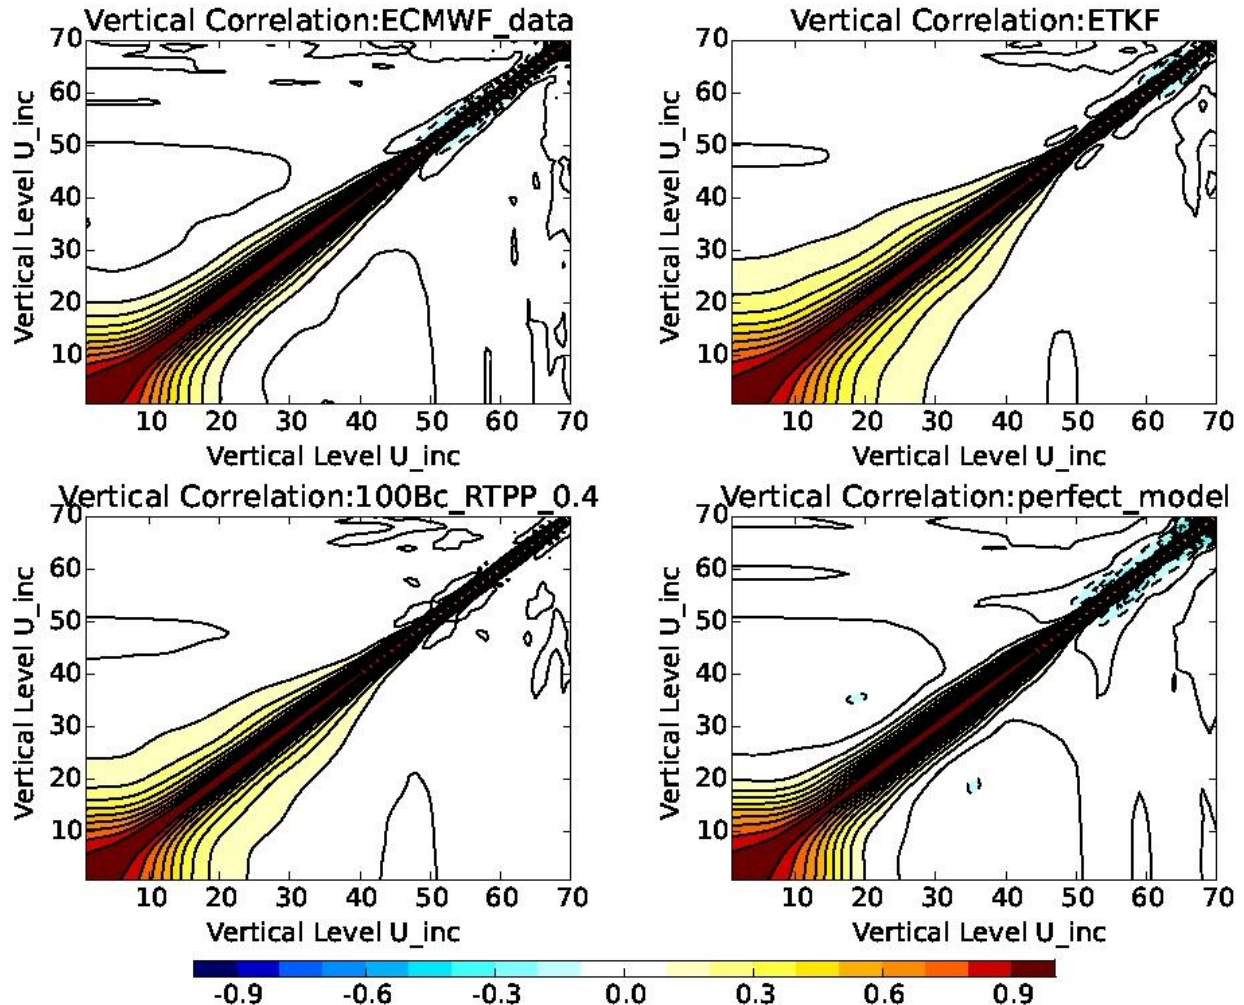 Vertical Correlation:ECMWF_data
70
60
50
40
30
20
10
10 20 30 40 50 60 70
Vertical Level U_inc
Vertical Level U_inc
Vertical Correlation:ETKF
70
60
50
40
30
20
10
10 20 30 40 50 60 70
Vertical Level U_inc
Vertical Level U_inc
Vertical Correlation:100Bc_RTPP_0.4
70
60
50
40
30
20
10
10 20 30 40 50 60 70
Vertical Level U_inc
Vertical Level U_inc
Vertical Correlation:perfect_model
70
60
50
40
30
20
10
10 20 30 40 50 60 70
Vertical Level U_inc
Vertical Level U_inc
-0.9 -0.6 -0.3 0.0 0.3 0.6 0.9